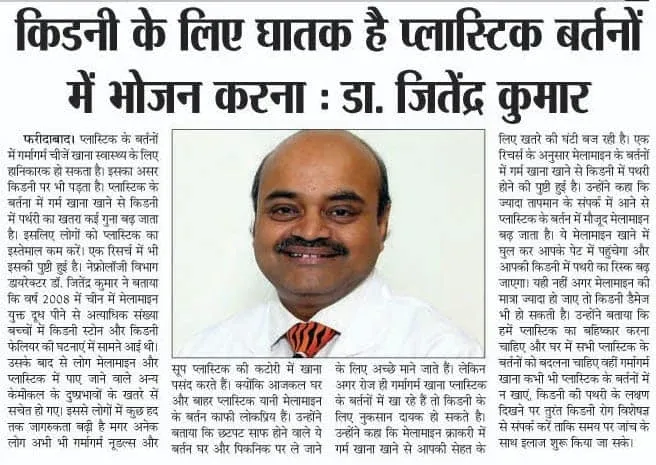 किडनी के लिए घातक है प्लास्टिक बर्तनों
में भोजन करना : डा. जितेंद्र कुमार
फरीदाबाद। प्लास्टिक के बर्तनों
में गर्मागर्म चीजें खाना स्वास्थ्य के लिए
हानिकारक हो सकता है। इसका असर
किडनी पर भी पड़ता है। प्लास्टिक के
बर्तना में गर्म खाना खाने से किडनी
में पर्थरी का खतरा कई गुना बढ़ जाता
है। इसलिए लोगों को प्लास्टिक का
इस्तेमाल कम करें। एक रिसर्च में भी
इसकी पुष्टी हुई है। नेफ्रोलॉजी विभाग
डायरेक्टर डॉ. जितेंद्र कुमार ने बताया
कि वर्ष 2008 में चीन में मेलामाइन
युक्त दूध पीने से अत्याधिक संख्या
बच्चों में किडनी स्टोन और किडनी
फेलियर की घटनाएं में सामने आई थी।
उसके बाद से लोग मेलामाइन और
प्लास्टिक में पाए जाने वाले अन्य
केमीकल के दुष्प्रभावों के खतरे से
सचेत हो गए। इससे लोगों में कुछ हद
तक जागरुकता बढ़ी है मगर अनेक
लोग अभी भी गर्मागर्म नूडल्स और
सूप प्लास्टिक की कटोरी में खाना
पसंद करते हैं। क्योंकि आजकल घर
और बाहर प्लास्टिक यानी मेलामाइन
के बर्तन काफी लोकप्रिय हैं। उन्होंने
बताया कि छटपट साफ होने वाले ये
बर्तन घर और पिकनिक पर ले जाने
के लिए अच्छे माने जाते हैं। लेकिन
अगर रोज ही गर्मागर्म खाना प्लास्टिक
के बर्तनों में खा रहे हैं तो किडनी के
लिए नुकसान दायक हो सकते है।
उन्होंने कहा कि मेलामाइन क्राकरी में
गर्म खाना खाने से आपकी सेहत के
लिए खतरे की घंटी बज रही है। एक
रिचर्स के अनुसार मेलामाइन के बर्तनों
में गर्म खाना खाने से किडनी में पथरी
होने की पुष्टी हुई है। उन्होंने कहा कि
ज्यादा तापमान के संपर्क में आने से
प्लास्टिक के बर्तन में मौजूद मेलामाइन
बढ़ जाता है। ये मेलामाइन खाने में
घुल कर आपके पेट में पहुंचेगा और
आपकी किडनी में पथरी का रिस्क बढ़
जाएगा। यही नहीं अगर मेलामाइन की
मात्रा ज्यादा हो जाए तो किडनी डैमेज
भी हो सकती है। उन्होंने बताया कि
हमें प्लास्टिक का बहिष्कार करना
चाहिए और घर में सभी प्लास्टिक के
बर्तनों को बदलना चाहिए वहीं गर्मागर्म
खाना कभी भी प्लास्टिक के बर्तनों में
न खाएं, किडनी की पथरी के लक्षण
दिखने पर तुरंत किडनी रोग विशेषज्ञ
से संपर्क करें ताकि समय पर जांच के
साथ इलाज शुरू किया जा सके।